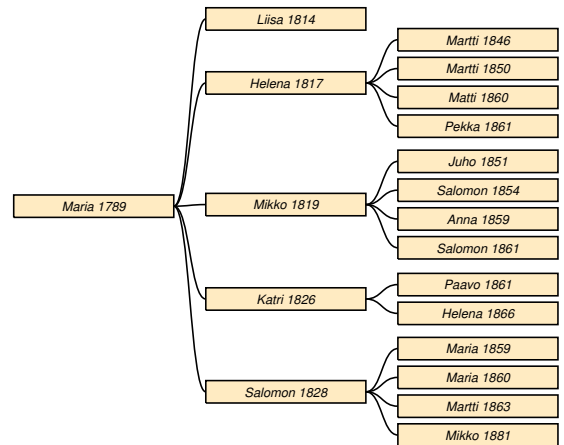 Liisa 1814
Martti 1846
Martti 1850
Helena 1817
Matti 1860
Pekka 1861
Juho 1851
Salomon 1854
Maria 1789
Mikko 1819
Anna 1859
Salomon 1861
Paavo 1861
Katri 1826
Helena 1866
Maria 1859
Maria 1860
Salomon 1828
Martti 1863
Mikko 1881